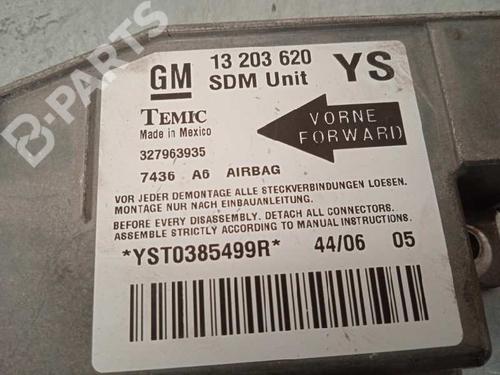 GM
13 203 620
SDM Unit
YS
TEMIC
Made in Mexico
327963935
7436 A6 AIRBAG
VORNE
FORWARD
VOR JEDER DEMONTAGE ALLE STECKVERBINDUNGEN LOESEN.
MONTAGE NUR NACH EINBAUANLEITUNG.
BEFORE EVERY DISASSEMBLY. DETACH ALL CONNECTORS.
ASSEMBLE STRICTLY ACCORDING TO MANUAL INSTRUCTIONS.
*YST0385499R* 44/06 05
B-PARTS
B-PARTS